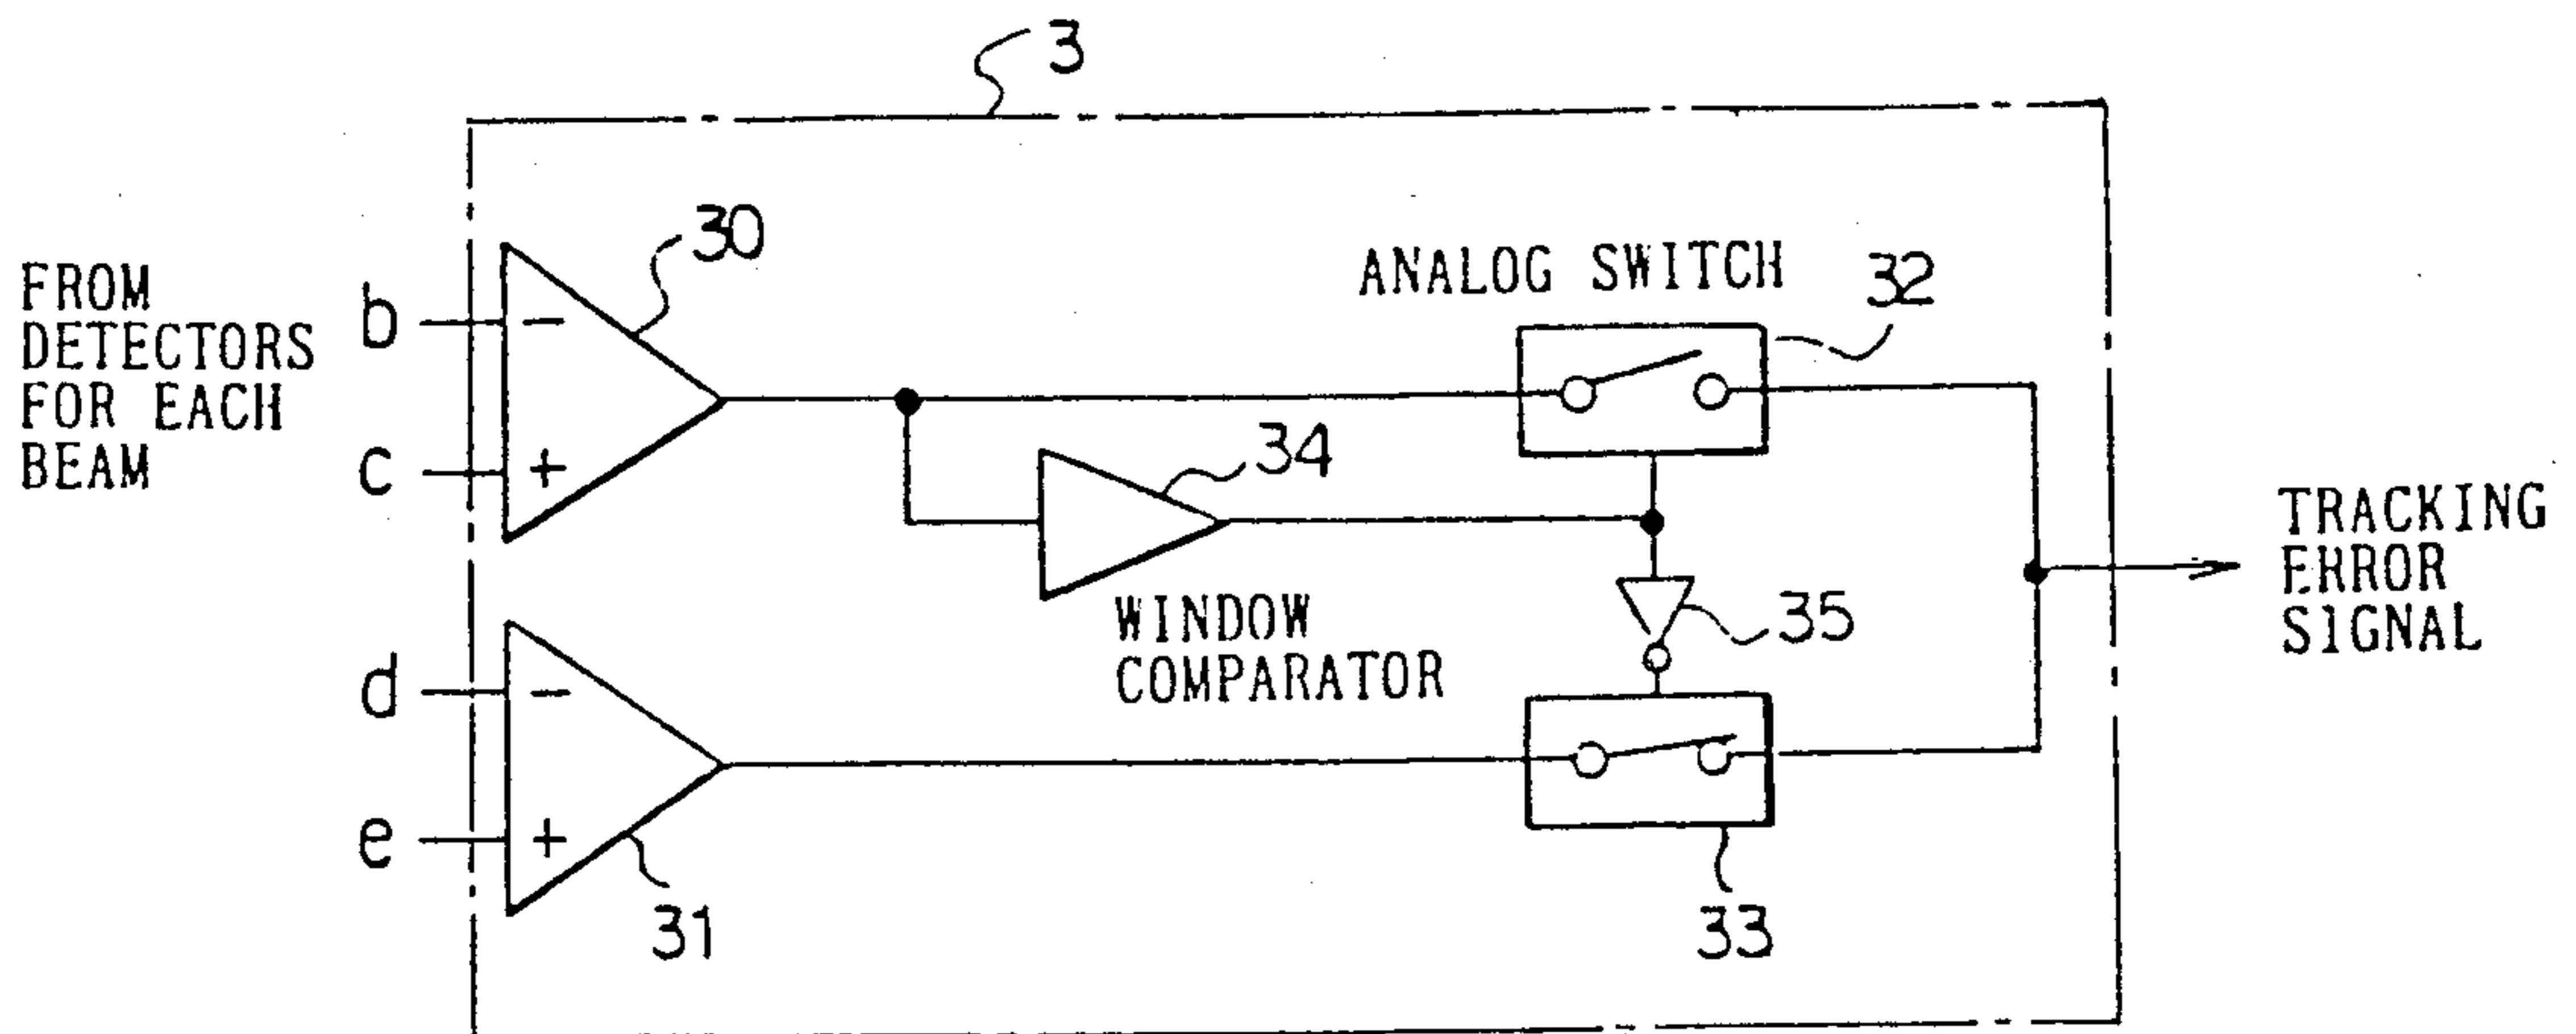 3
30
FROM
DETECTORS
FOR EACH
BEAM
b
−
c
+
ANALOG SWITCH
32
34
WINDOW
COMPARATOR
35
TRACKING
ERROR
SIGNAL
d
−
e
+
31
33